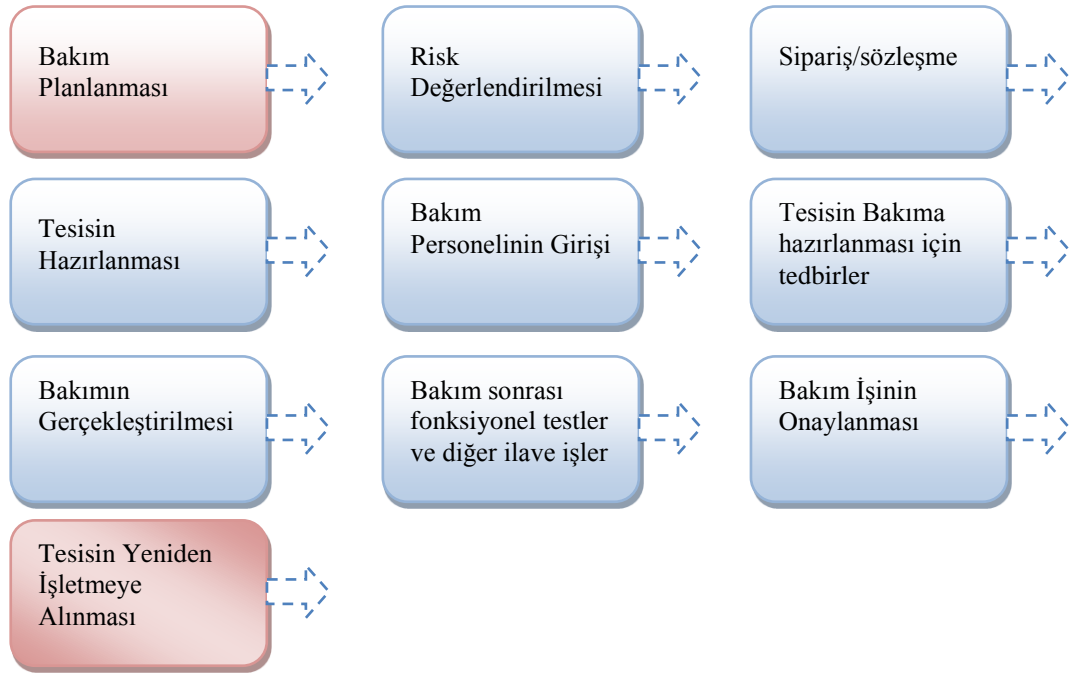 Bakım
Planlanması
Risk
Değerlendirilmesi
Sipariş/sözleşme
Tesisin
Hazırlanması
Bakım
Personelinin Girişi
Tesisin Bakıma
hazırlanması için
tedbirler
Bakımın
Gerçekleştirilmesi
Bakım sonrası
fonksiyonel testler
ve diğer ilave işler
Bakım İşinin
Onaylanması
Tesisin Yeniden
İşletmeye
Alınması